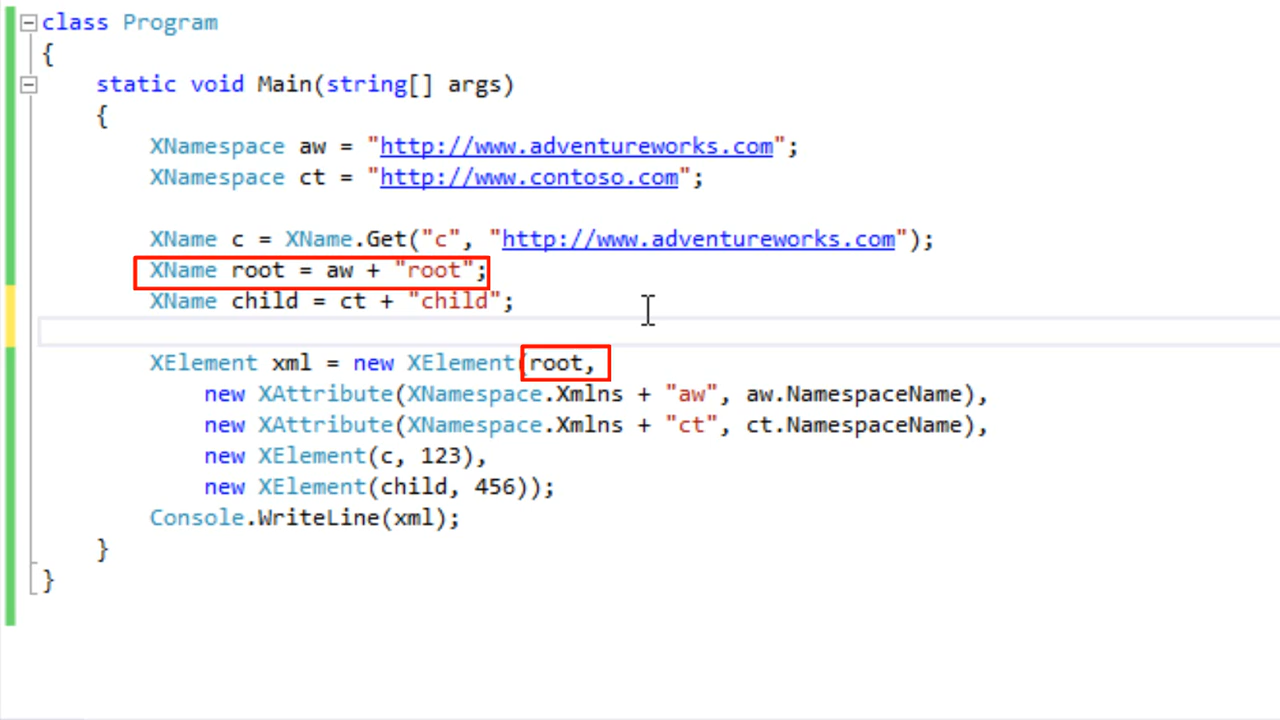 class Program
{
static void Main(string[] args)
{
XNamespace aw = "http://www.adventureworks.com";
XNamespace ct = "http://www.contoso.com";
XName c = XName.Get("c", "http://www.adventureworks.com");
XName root = aw + "root";
XName child = ct + "child";
XElement xml = new XElement(root,
new XAttribute(XNamespace.Xmlns + "aw", aw.NamespaceName),
new XAttribute(XNamespace.Xmlns + "ct", ct.NamespaceName),
new XElement(c, 123),
new XElement(child, 456));
Console.WriteLine(xml);
}
}